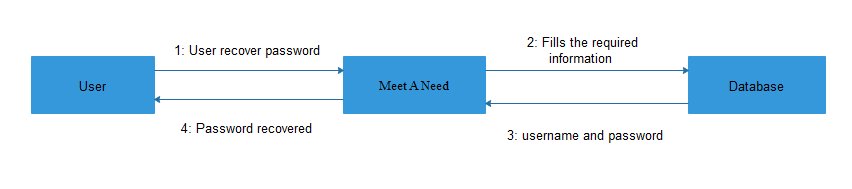 1: User recover password
2: Fills the required
information
User
Meet A Need
Database
4: Password recovered
3: username and password